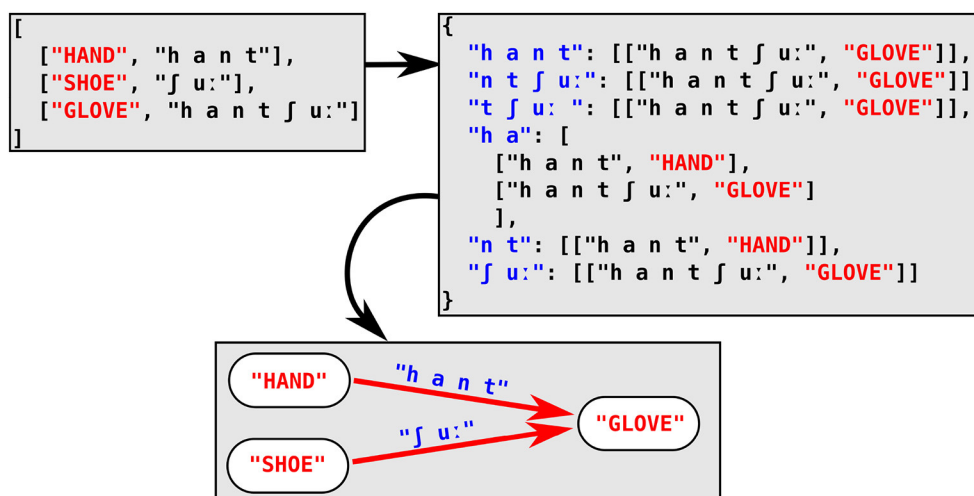 [
["HAND", "h a n t"],
["SHOE", "ʃ uː"],
["GLOVE", "h a n t ʃ uː"]
]
{
"h a n t": [["h a n t ʃ uː", "GLOVE"]],
"n t ʃ uː": [["h a n t ʃ uː", "GLOVE"]]
"t ʃ uː ": [["h a n t ʃ uː", "GLOVE"]],
"h a": [
["h a n t", "HAND"],
["h a n t ʃ uː", "GLOVE"]
],
"n t": [["h a n t", "HAND"]],
"ʃ uː": [["h a n t ʃ uː", "GLOVE"]]
}
"HAND"
"h a n t"
"GLOVE"
"ʃ uː"
"SHOE"